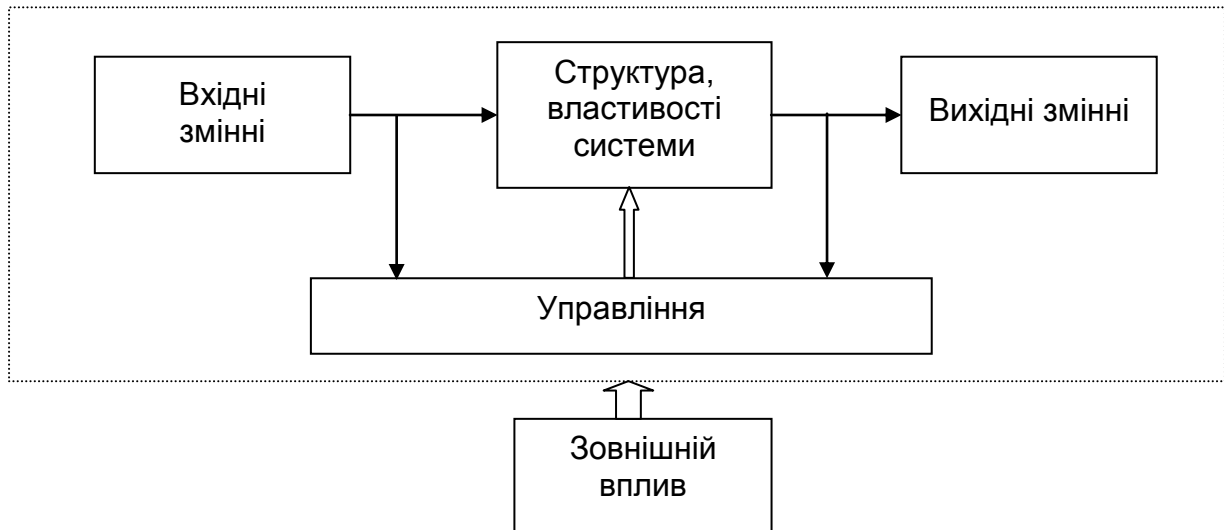 Вхідні
змінні
Структура,
властивості
системи
Вихідні змінні
Управління
Зовнішній
вплив